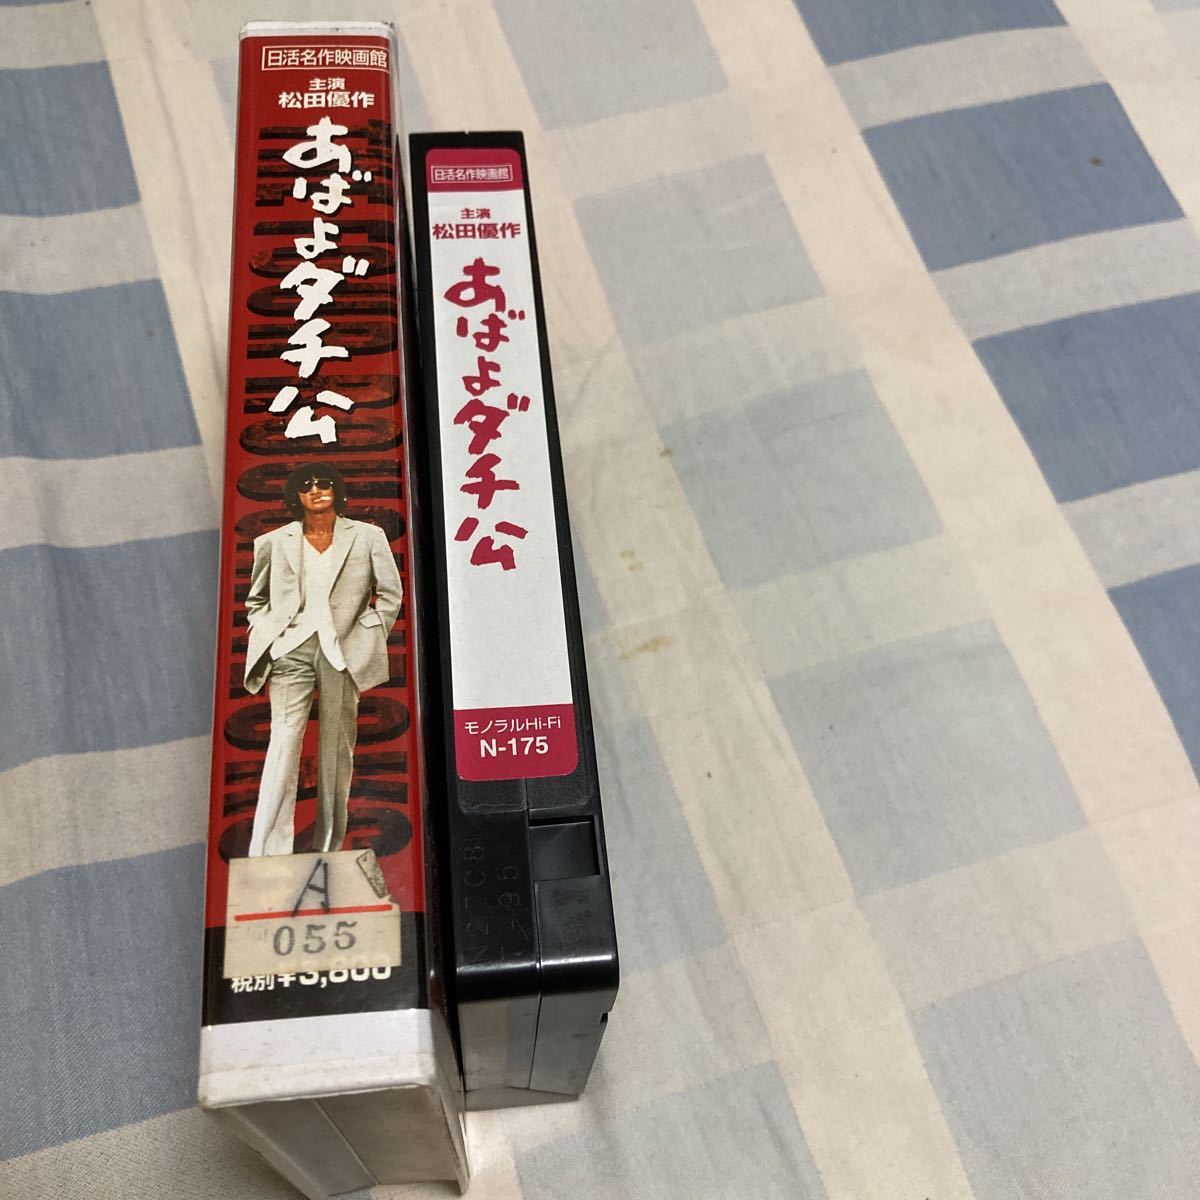 日活名作映画館
主演
松田優作
あばよダチ公
A
055
税別¥3,800
日活名作映画館
主演
松田優作
あばよダチ公
モノラルHi-Fi
N-175